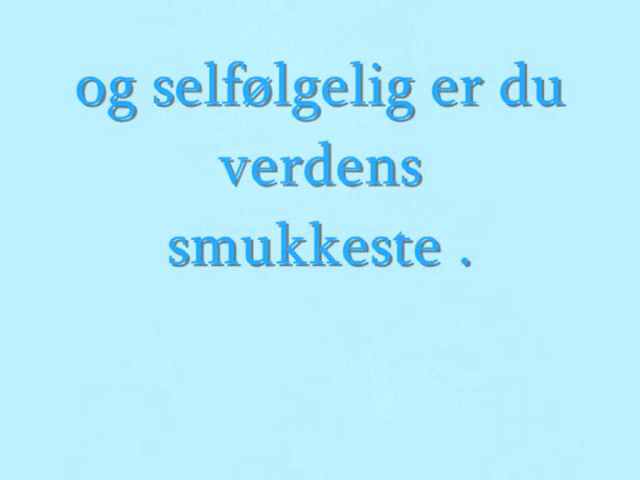 og selfølgelig er du
verdens
smukkeste .